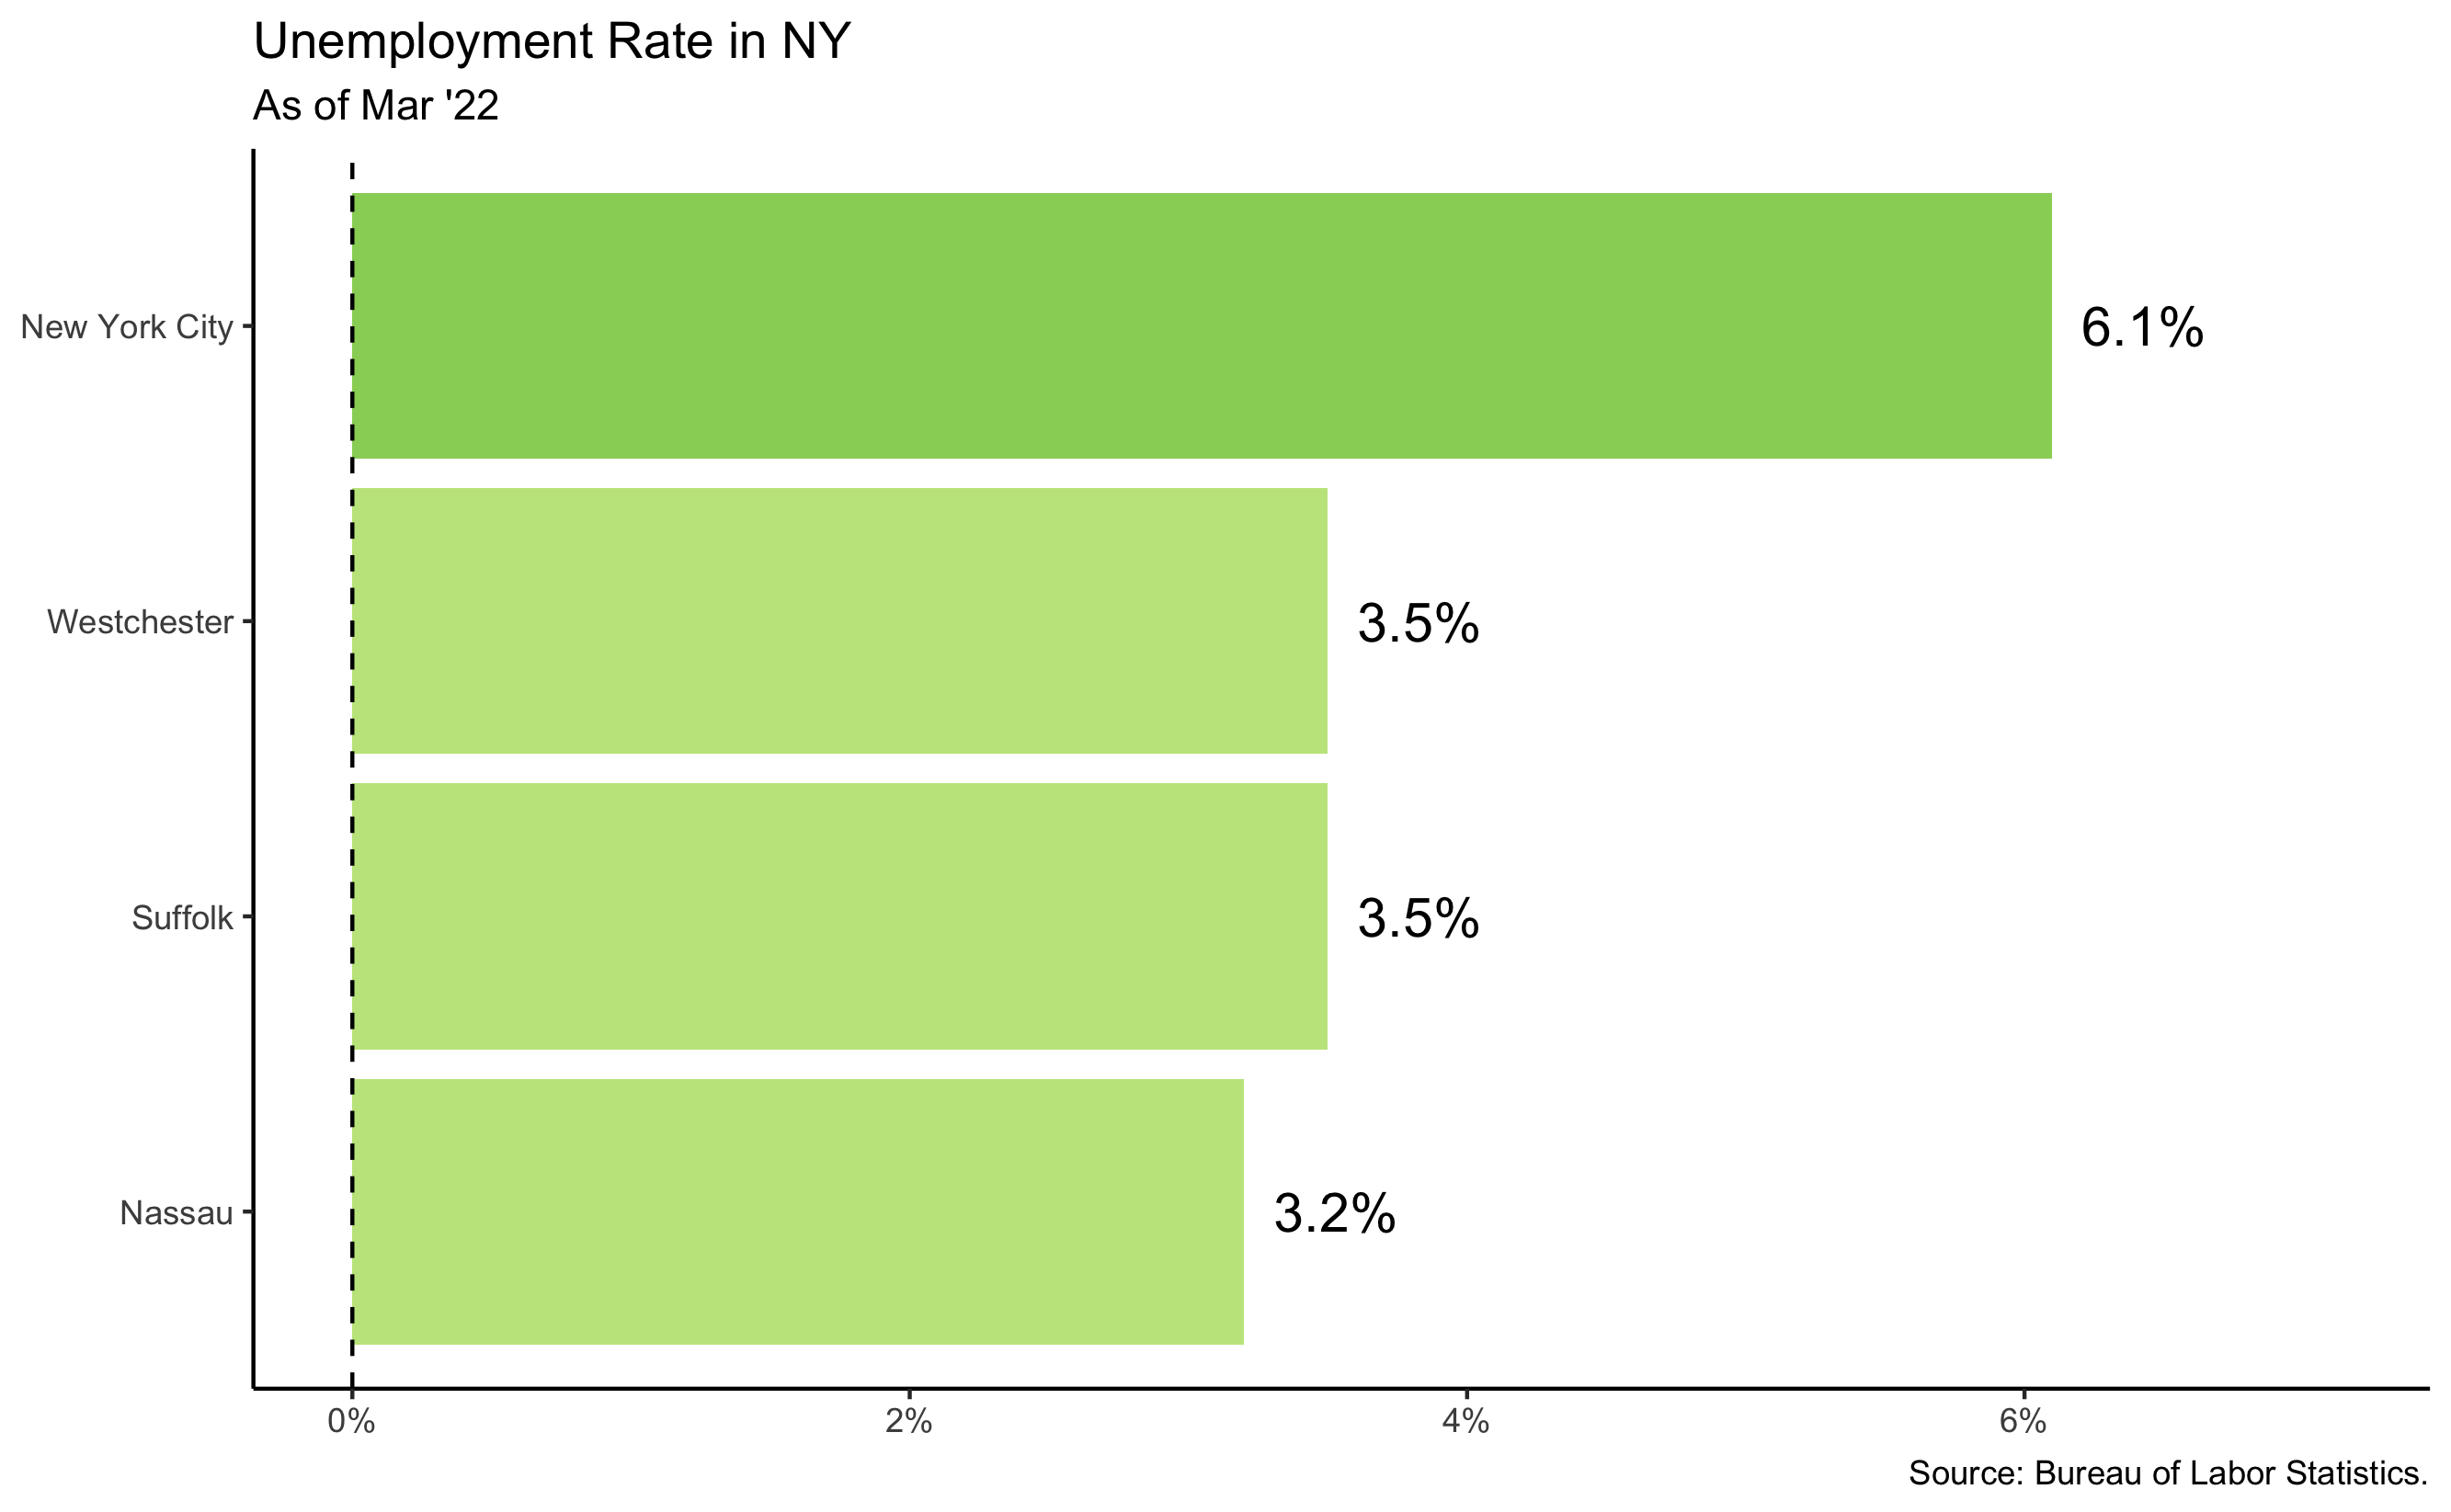 Unemployment Rate in NY
As of Mar '22
New York City
6.1%
Westchester
3.5%
Suffolk
3.5%
Nassau
3.2%
0% 2% 4% 6%
Source: Bureau of Labor Statistics.